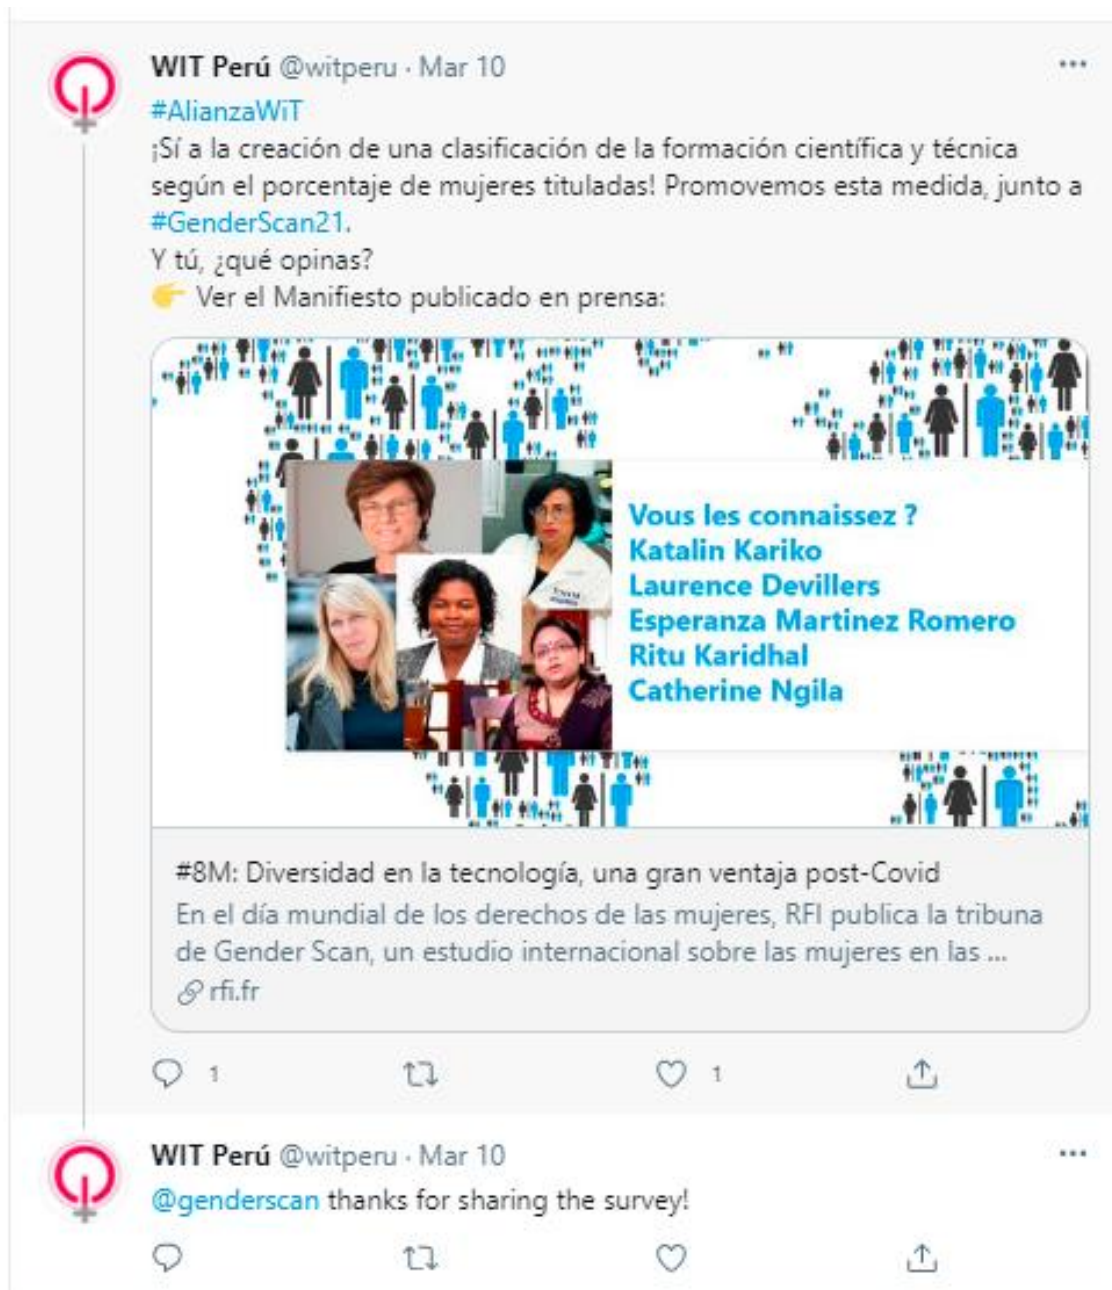 WIT Perú @witperu · Mar 10
#AlianzaWiT
¡Sí a la creación de una clasificación de la formación científica y técnica
según el porcentaje de mujeres tituladas! Promovemos esta medida, junto a
#GenderScan21.
Y tú, ¿qué opinas?
👉 Ver el Manifiesto publicado en prensa:
Vous les connaissez ?
Katalin Kariko
Laurence Devillers
Esperanza Martinez Romero
Ritu Karidhal
Catherine Ngila
#8M: Diversidad en la tecnología, una gran ventaja post-Covid
En el día mundial de los derechos de las mujeres, RFI publica la tribuna
de Gender Scan, un estudio internacional sobre las mujeres en las ...
rfi.fr
1 1
WIT Perú @witperu · Mar 10
@genderscan thanks for sharing the survey!